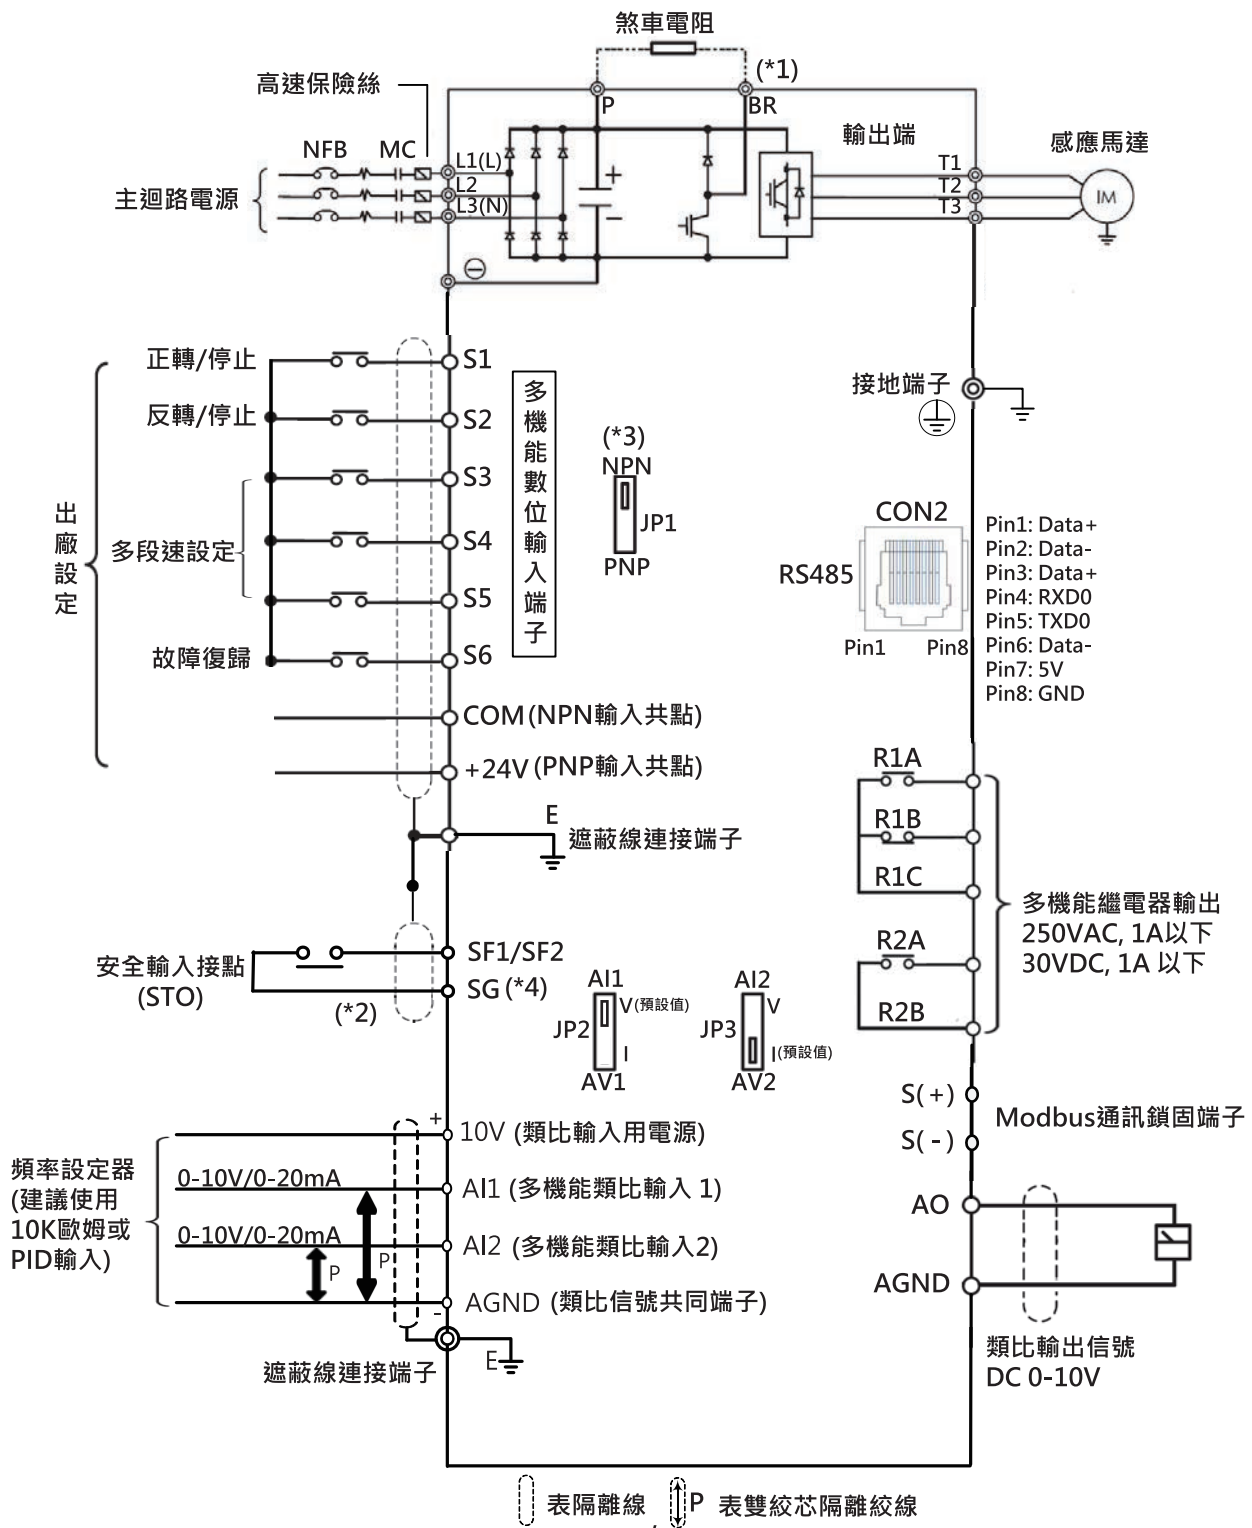 煞車電阻
(*1)
高速保險絲
P
BR
NFB
MC
輸出端
感應馬達
主迴路電源
L1(L)
L2
L3(N)
T1
T2
T3
IM
出廠設定
正轉/停止
S1
反轉/停止
S2
S3
多段速設定
S4
S5
故障復歸
S6
多機能數位輸入端子
COM (NPN輸入共點)
+24V (PNP輸入共點)
(*3)
NPN
JP1
PNP
接地端子
CON2
RS485
Pin1
Pin8
Pin1: Data+
Pin2: Data-
Pin3: Data+
Pin4: RXD0
Pin5: TXD0
Pin6: Data-
Pin7: 5V
Pin8: GND
E
遮蔽線連接端子
R1A
R1B
R1C
R2A
R2B
多機能繼電器輸出
250VAC, 1A以下
30VDC, 1A 以下
安全輸入接點
(STO)
(*2)
SF1/SF2
SG (*4)
AI1
V(預設值)
JP2
I
AV1
AI2
V
JP3
I(預設值)
AV2
S(+)
S(-)
Modbus通訊鎖固端子
頻率設定器
(建議使用
10K歐姆或
PID輸入)
+
10V (類比輸入用電源)
0-10V/0-20mA
AI1 (多機能類比輸入 1)
0-10V/0-20mA
AI2 (多機能類比輸入2)
P
P
AGND (類比信號共同端子)
-
E
遮蔽線連接端子
AO
AGND
類比輸出信號
DC 0-10V
表隔離線 , P 表雙絞芯隔離絞線